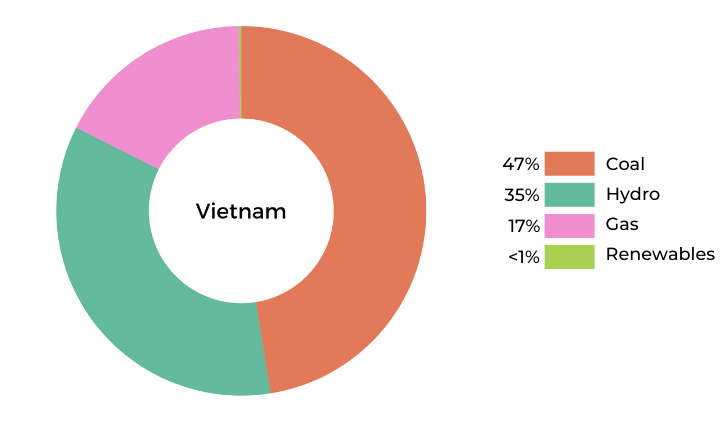 Vietnam
47% Coal
35% Hydro
17% Gas
<1% Renewables